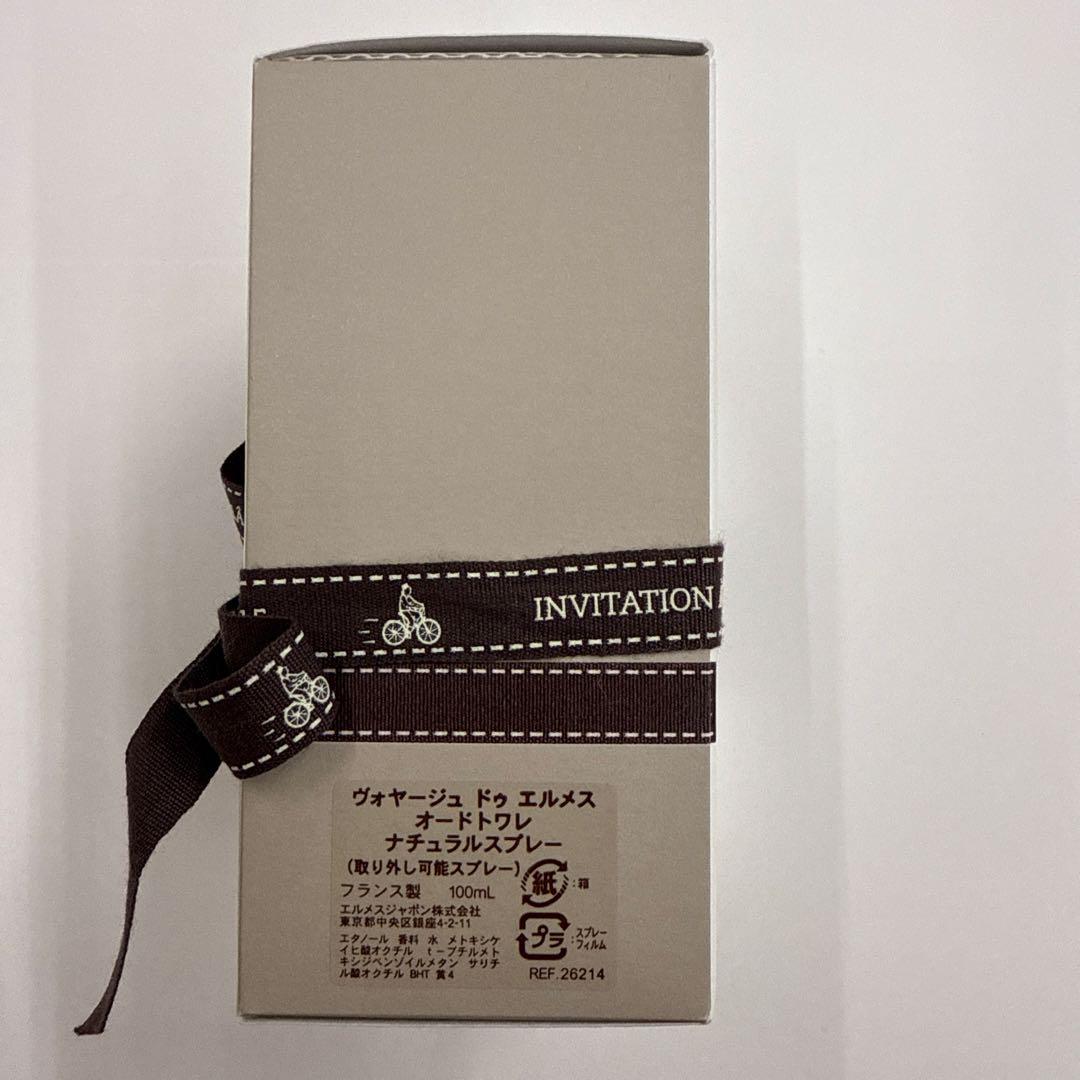 INVITATION
ヴォヤージュ ドゥ エルメス
オードトワレ
ナチュラルスプレー
(取り外し可能スプレー)
フランス製 100mL
紙 :箱
エルメスジャポン株式会社
東京都中央区銀座4-2-11
プラ :スプレー
フィルム
エタノール 香料 水 メトキシケ
イヒ酸オクチル t-ブチルメト
キシジベンゾイルメタン サリチ
ル酸オクチル BHT 黄4
REF.26214